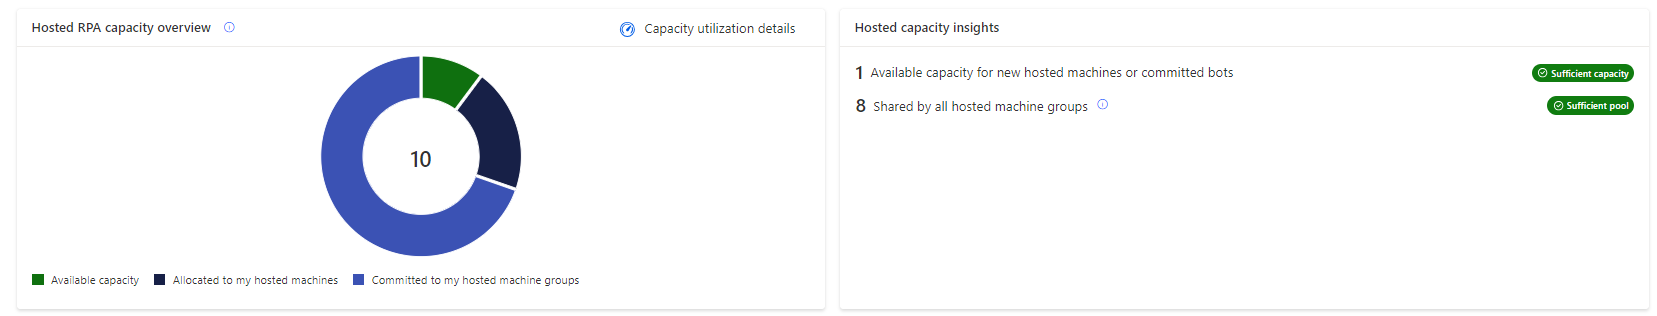 Hosted RPA capacity overview
Capacity utilization details
10
Available capacity
Allocated to my hosted machines
Committed to my hosted machine groups
Hosted capacity insights
1 Available capacity for new hosted machines or committed bots
Sufficient capacity
8 Shared by all hosted machine groups
Sufficient pool